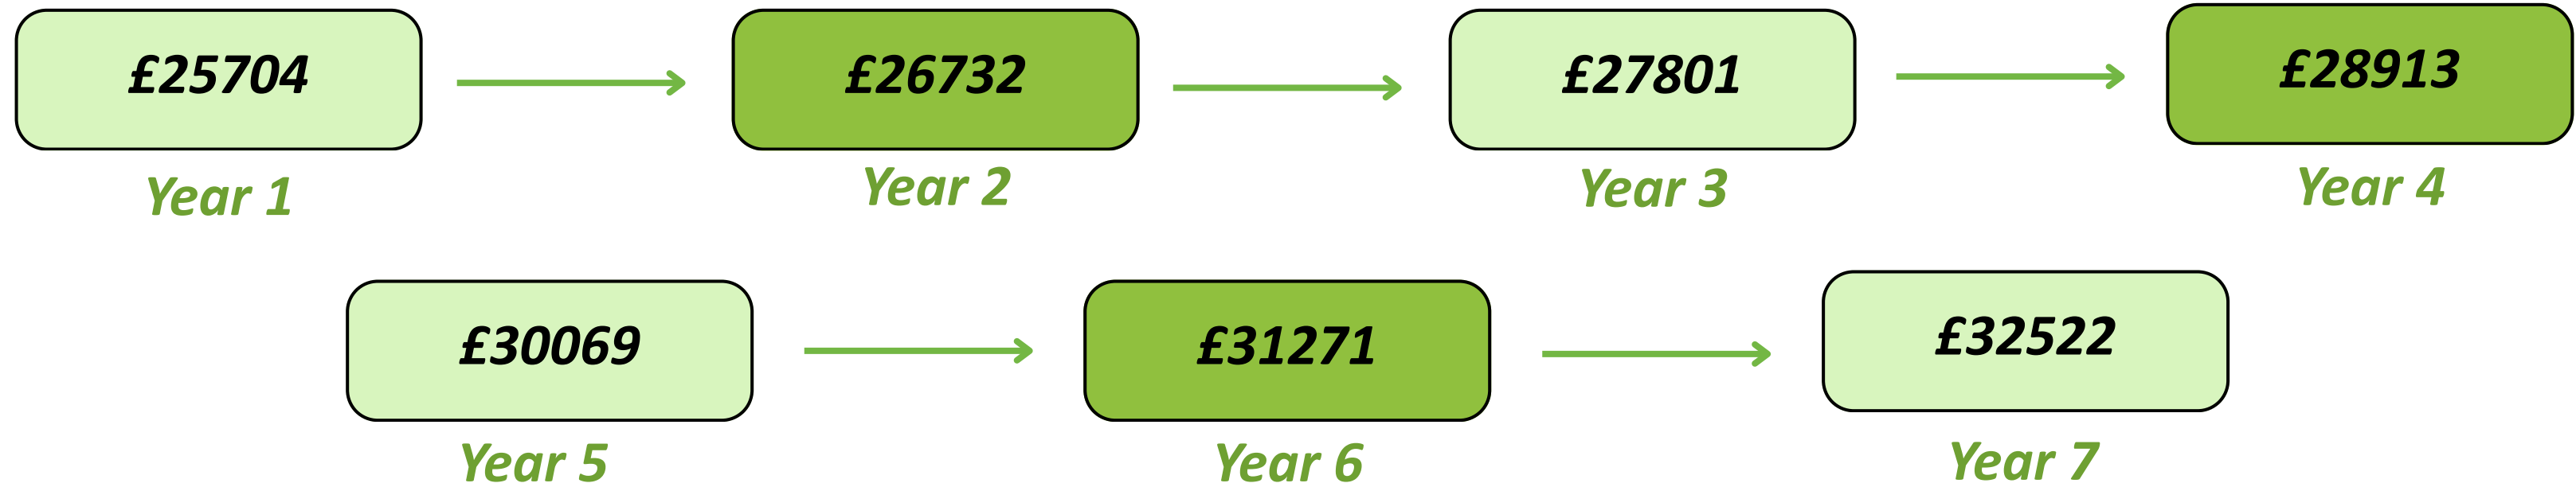 £25704 £26732 £27801 £28913
Year 1 Year 2 Year 3 Year 4
£30069 £31271 £32522
Year 5 Year 6 Year 7